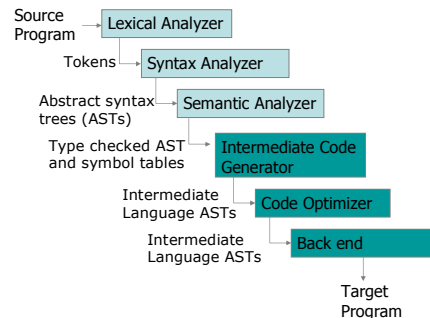 Source
Program
Lexical Analyzer
Tokens
Syntax Analyzer
Abstract syntax
trees (ASTs)
Semantic Analyzer
Type checked AST
and symbol tables
Intermediate Code
Generator
Intermediate
Language ASTs
Code Optimizer
Intermediate
Language ASTs
Back end
Target
Program